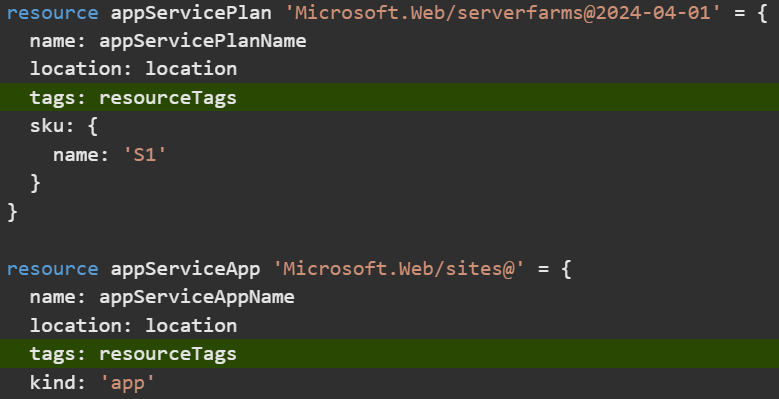 resource appServicePlan 'Microsoft.Web/serverfarms@2024-04-01' = {
  name: appServicePlanName
  location: location
  tags: resourceTags
  sku: {
    name: 'S1'
  }
}

resource appServiceApp 'Microsoft.Web/sites@' = {
  name: appServiceAppName
  location: location
  tags: resourceTags
  kind: 'app'